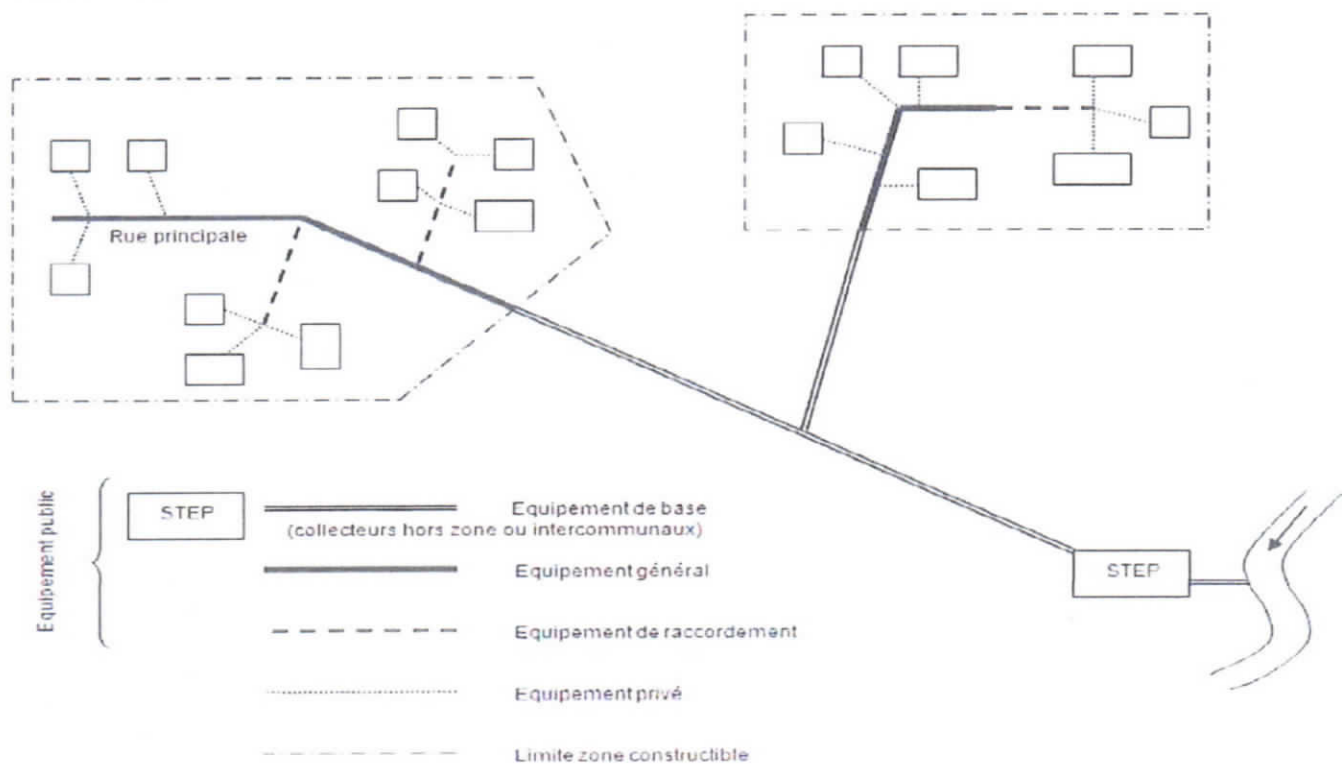 Rue principale
STEP
Equipement public
STEP
Equipement de base
(collecteurs hors zone ou intercommunaux)
Equipement général
Equipement de raccordement
Equipement privé
Limite zone constructible